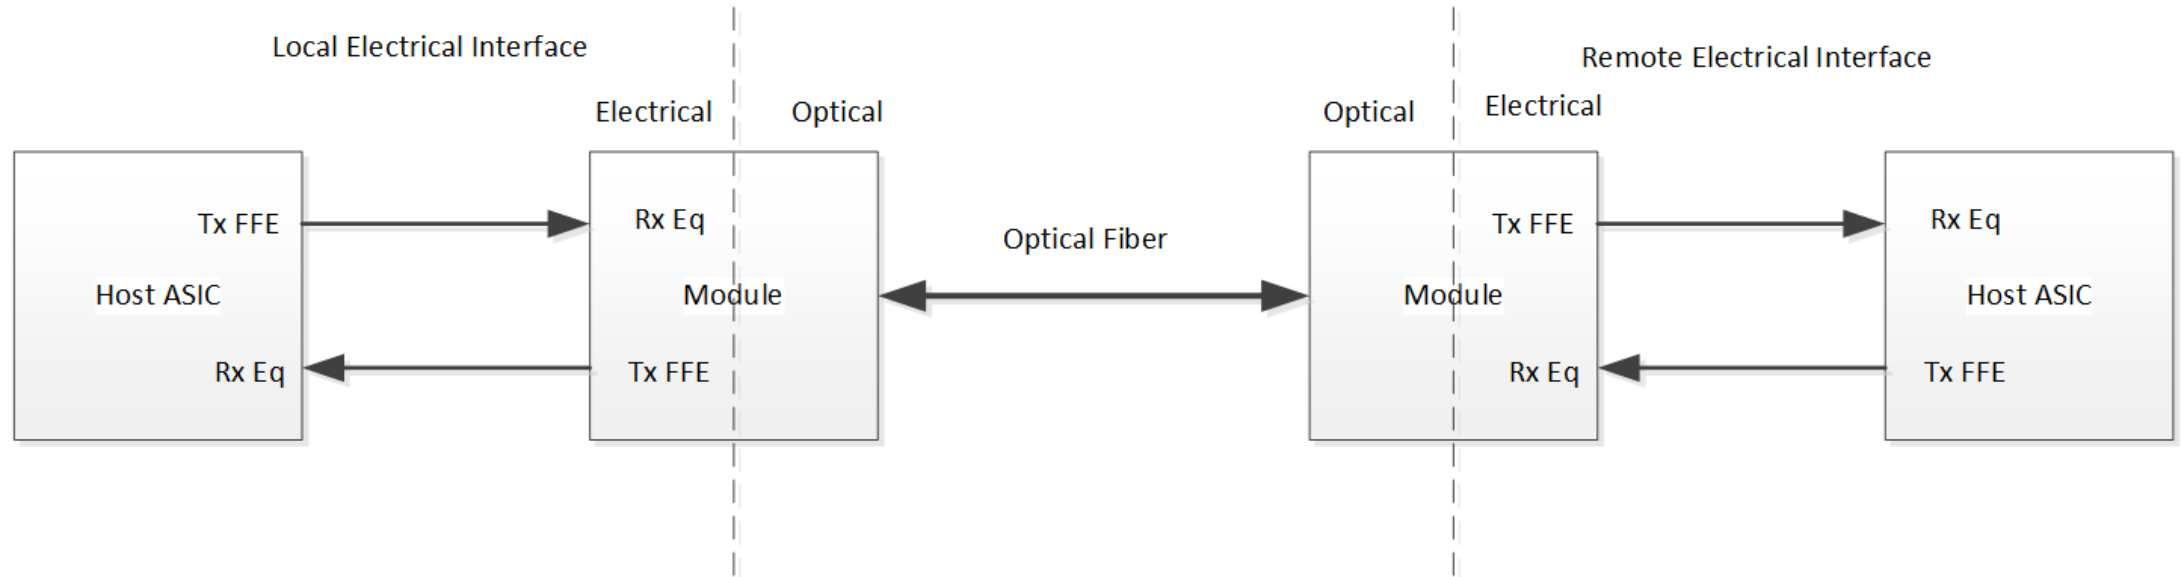 Local Electrical Interface
Remote Electrical Interface
Electrical
Optical
Optical
Electrical
Tx FFE
Rx Eq
Host ASIC
Module
Rx Eq
Tx FFE
Optical Fiber
Tx FFE
Rx Eq
Module
Host ASIC
Rx Eq
Tx FFE